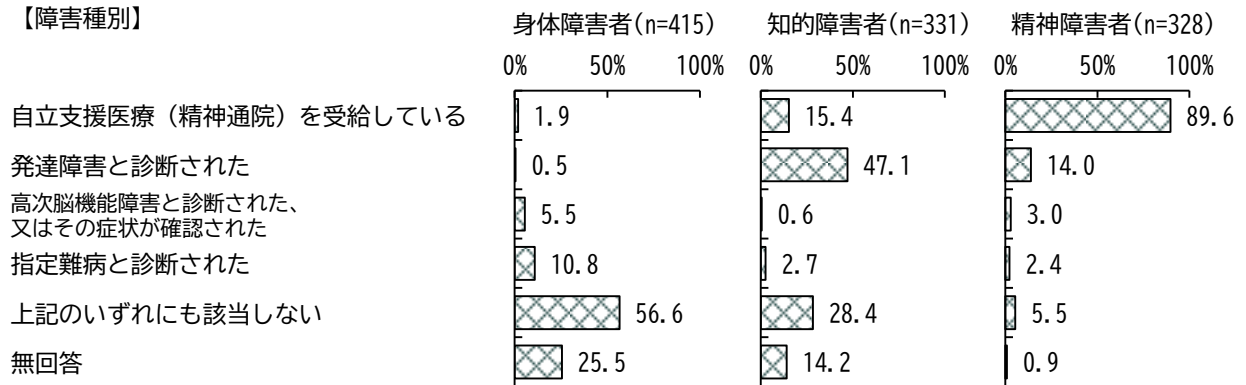 【障害種別】
身体障害者(n=415) 知的障害者(n=331) 精神障害者(n=328)
0% 50% 100% 0% 50% 100% 0% 50% 100%
自立支援医療（精神通院）を受給している 1.9 15.4 89.6
発達障害と診断された 0.5 47.1 14.0
高次脳機能障害と診断された、
又はその症状が確認された 5.5 0.6 3.0
指定難病と診断された 10.8 2.7 2.4
上記のいずれにも該当しない 56.6 28.4 5.5
無回答 25.5 14.2 0.9